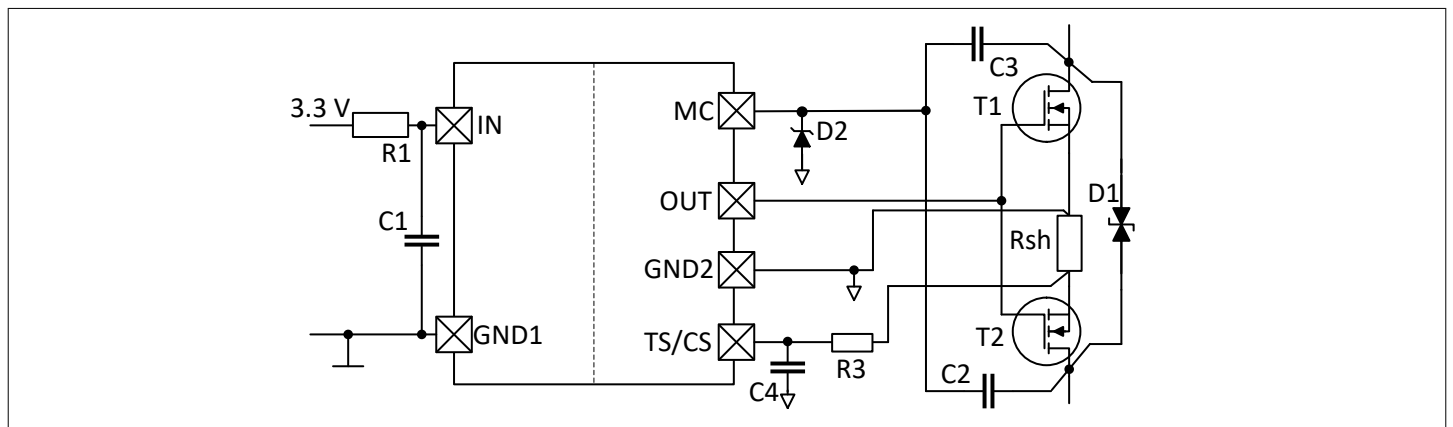 3.3 V
R1
C1
IN
GND1
MC
OUT
GND2
TS/CS
D2
C3
T1
D1
Rsh
T2
R3
C4
C2